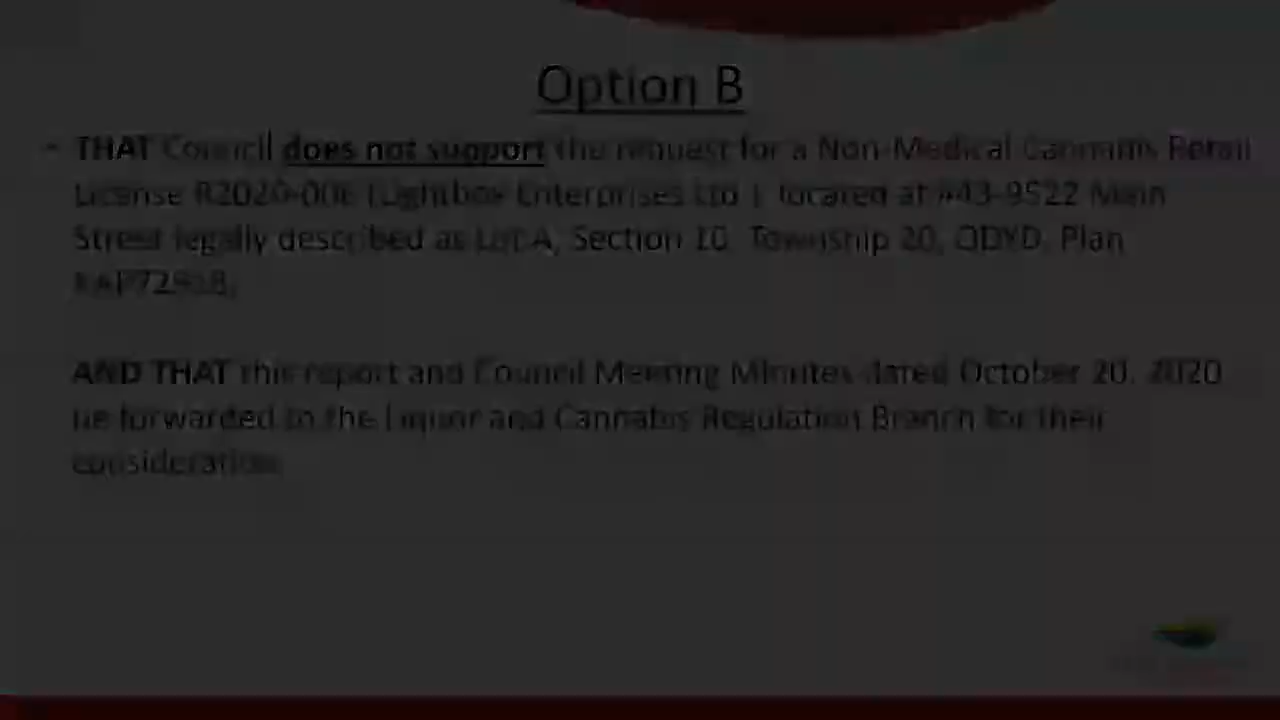 Option B
• THAT Council does not support the request for a Non-Medical Cannabis Retail
License R2020-006 (Lightbox Enterprises Ltd.) located at #43-9522 Main
Street legally described as Lot A, Section 10, Township 20, ODYD, Plan
AND THAT this report and Council Meeting Minutes dated October 20, 2020
be forwarded to the Liquor and Cannabis Regulation Branch for their
consideration.